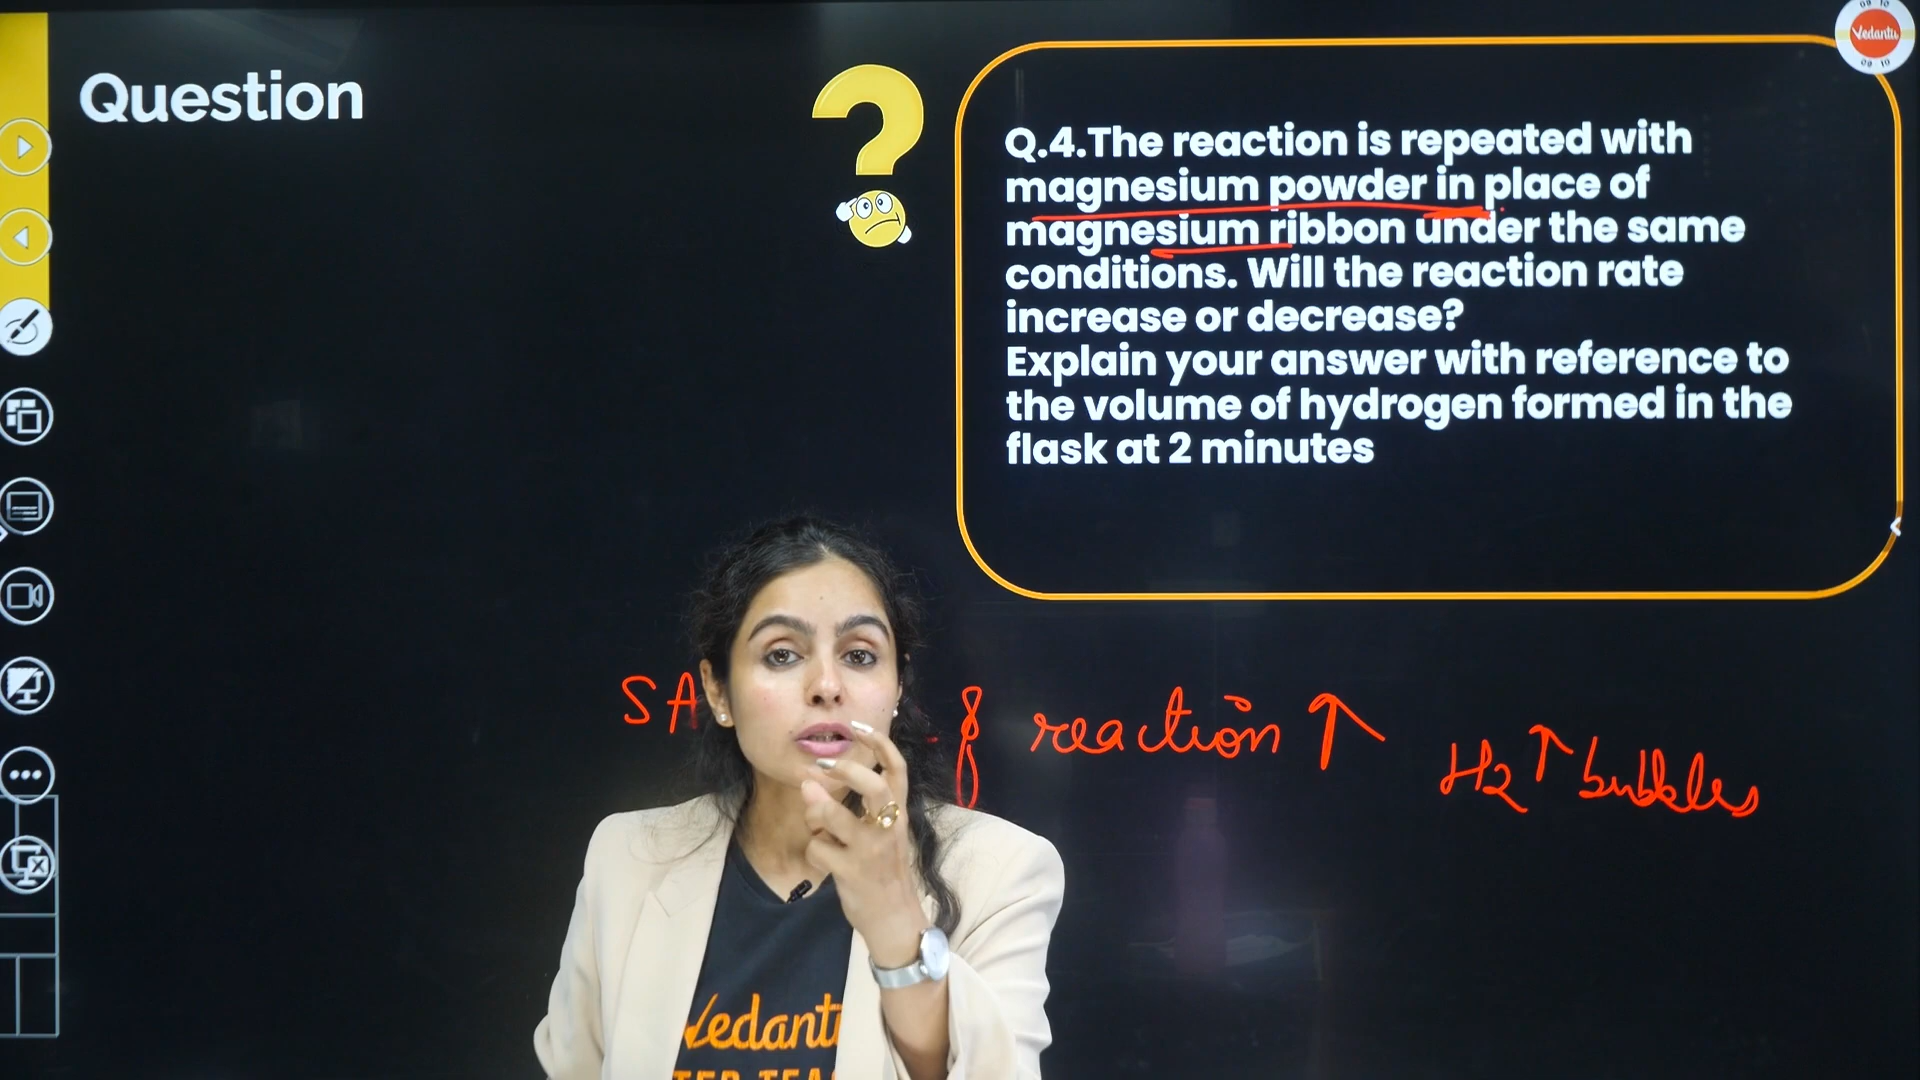 Question
Vedantu
Q.4.The reaction is repeated with
magnesium powder in place of
magnesium ribbon under the same
conditions. Will the reaction rate
increase or decrease?
Explain your answer with reference to
the volume of hydrogen formed in the
flask at 2 minutes
SA
reaction ↑
H2 ↑ bubbles
Vedantu